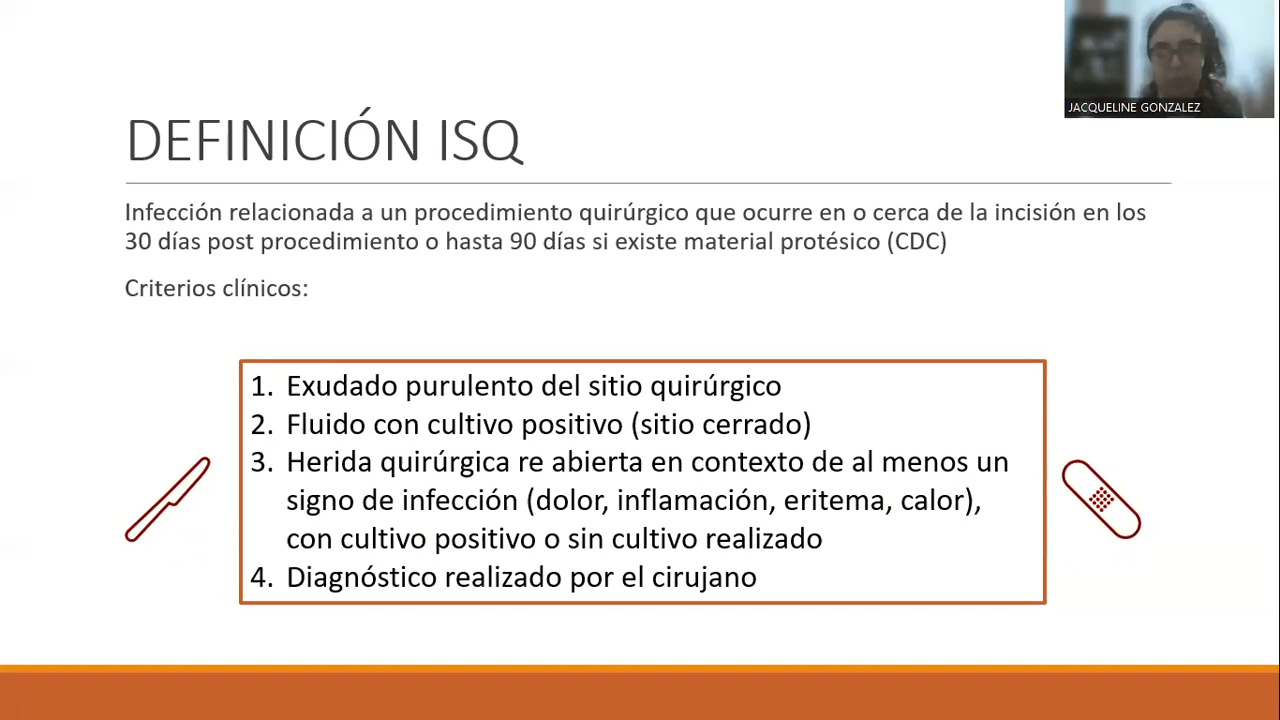 JACQUELINE GONZALEZ
DEFINICIÓN ISQ
Infección relacionada a un procedimiento quirúrgico que ocurre en o cerca de la incisión en los
30 días post procedimiento o hasta 90 días si existe material protésico (CDC)
Criterios clínicos:
1. Exudado purulento del sitio quirúrgico
2. Fluido con cultivo positivo (sitio cerrado)
3. Herida quirúrgica re abierta en contexto de al menos un
signo de infección (dolor, inflamación, eritema, calor),
con cultivo positivo o sin cultivo realizado
4. Diagnóstico realizado por el cirujano